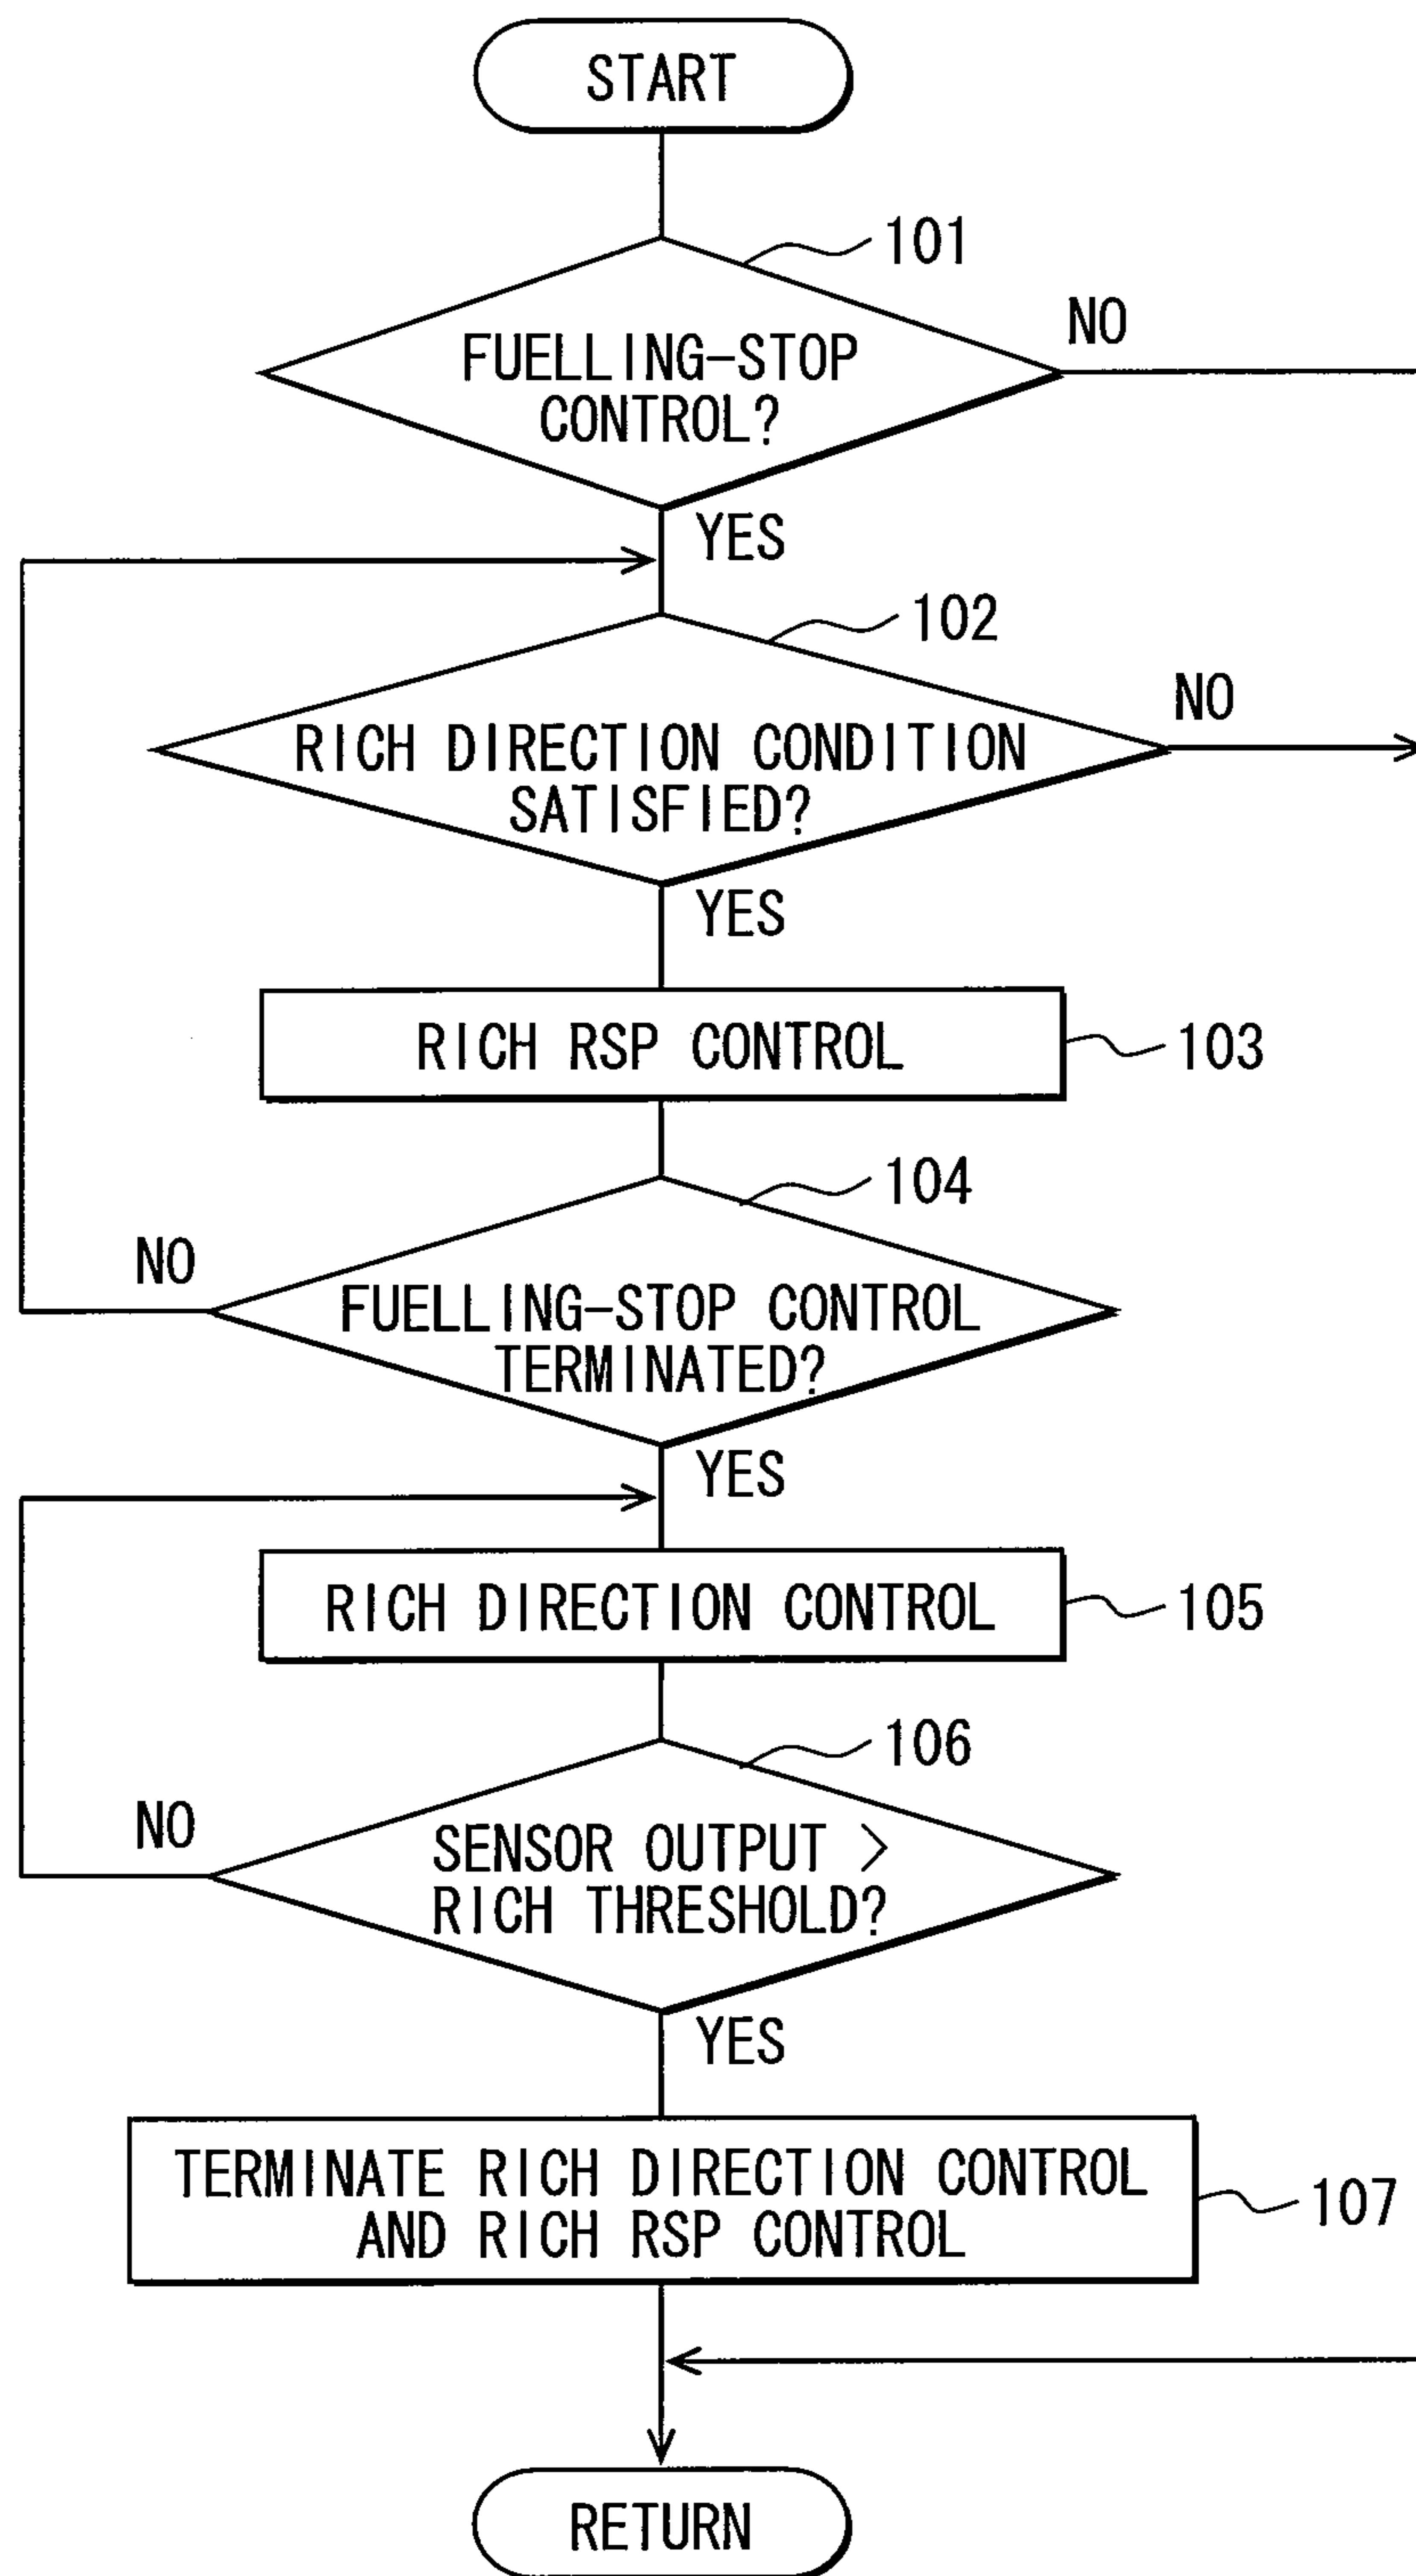 START
101
FUELLING-STOP
CONTROL?
NO
YES
102
RICH DIRECTION CONDITION
SATISFIED?
NO
YES
RICH RSP CONTROL
103
104
FUELLING-STOP CONTROL
TERMINATED?
NO
YES
RICH DIRECTION CONTROL
105
106
SENSOR OUTPUT >
RICH THRESHOLD?
NO
YES
TERMINATE RICH DIRECTION CONTROL
AND RICH RSP CONTROL
107
RETURN